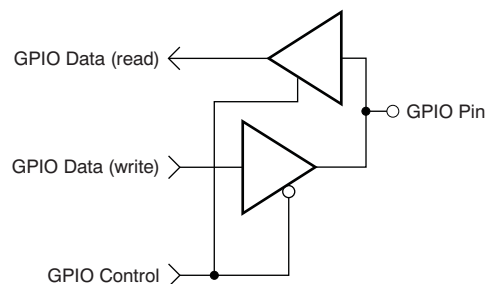 GPIO Data (read)
GPIO Pin
GPIO Data (write)
GPIO Control